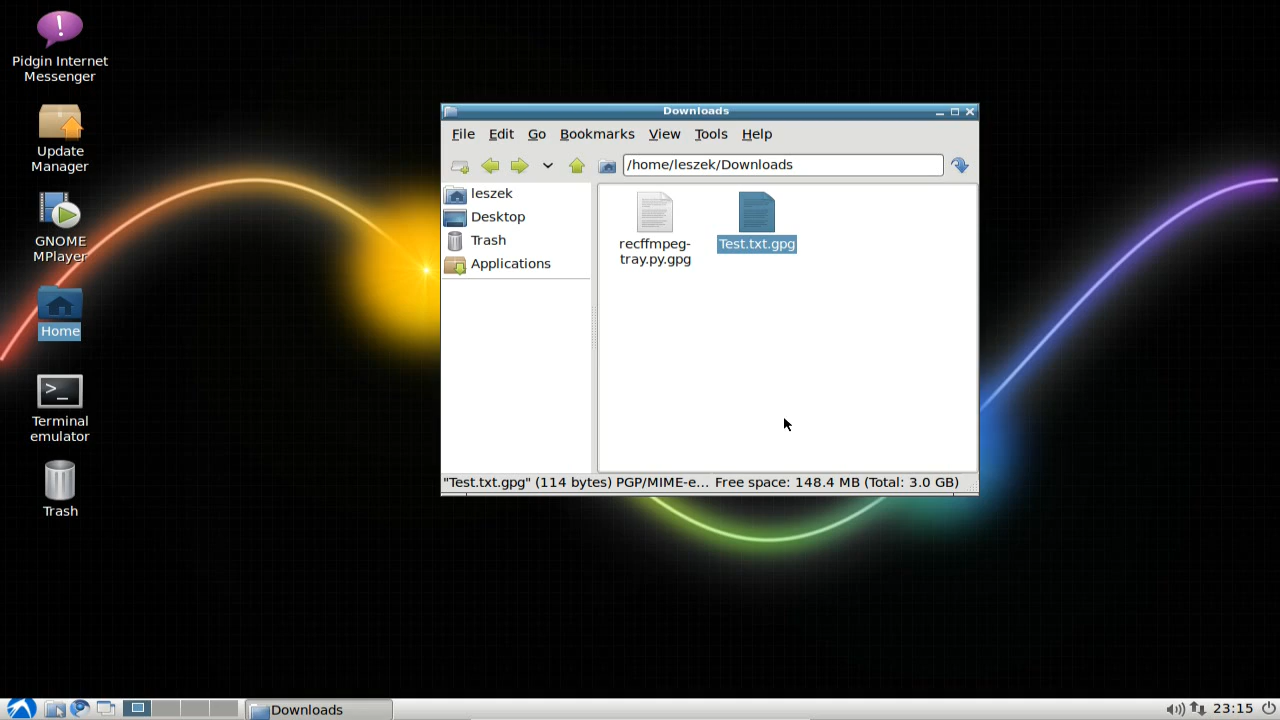 Pidgin Internet
Messenger
Update
Manager
GNOME
MPlayer
Home
Terminal
emulator
Trash
Downloads
File Edit Go Bookmarks View Tools Help
/home/leszek/Downloads
leszek
Desktop
Trash
Applications
recffmpeg-
tray.py.gpg
Test.txt.gpg
"Test.txt.gpg" (114 bytes) PGP/MIME-e... Free space: 148.4 MB (Total: 3.0 GB)
Downloads
23:15